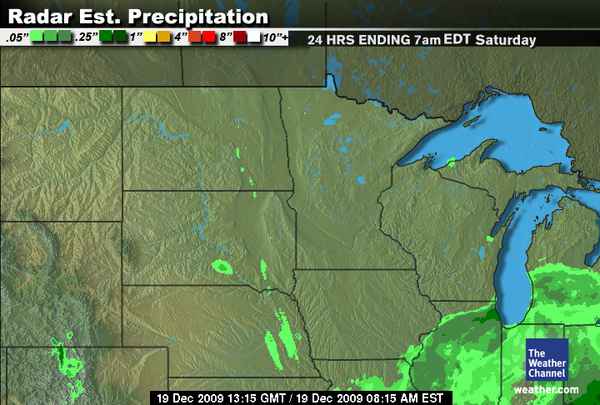 Radar Est. Precipitation
.05" .25" 1" 2" 4" 8" 10"+
24 HRS ENDING 7am EDT Saturday
The
Weather
Channel
weather.com
19 Dec 2009 13:15 GMT / 19 Dec 2009 08:15 AM EST